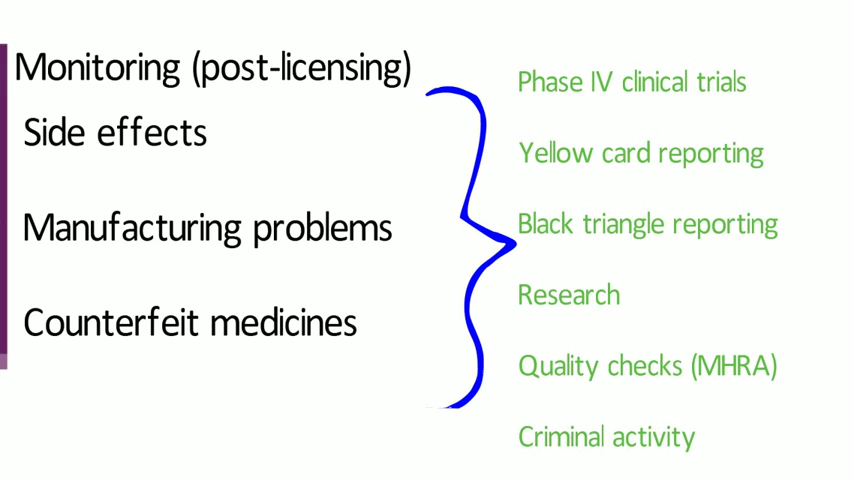 Monitoring (post-licensing)
Side effects
Manufacturing problems
Counterfeit medicines
Phase IV clinical trials
Yellow card reporting
Black triangle reporting
Research
Quality checks (MHRA)
Criminal activity